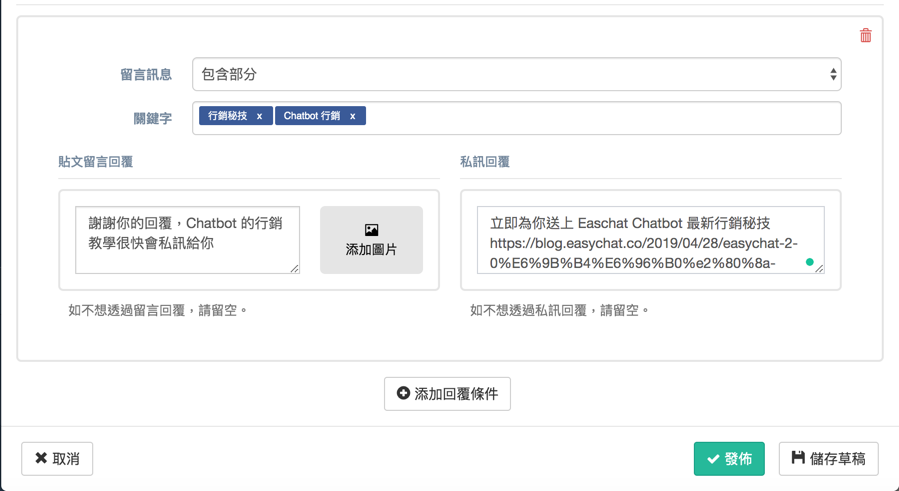 留言訊息
包含部分
關鍵字
行銷秘技 x Chatbot 行銷 x
貼文留言回覆
謝謝你的回覆，Chatbot 的行銷
教學很快會私訊給你
添加圖片
如不想透過留言回覆，請留空。
私訊回覆
立即為你送上 Easchat Chatbot 最新行銷秘技
https://blog.easychat.co/2019/04/28/easychat-2-
0%E6%9B%B4%E6%96%B0%e2%80%8a-
如不想透過私訊回覆，請留空。
添加回覆條件
取消
發佈
儲存草稿